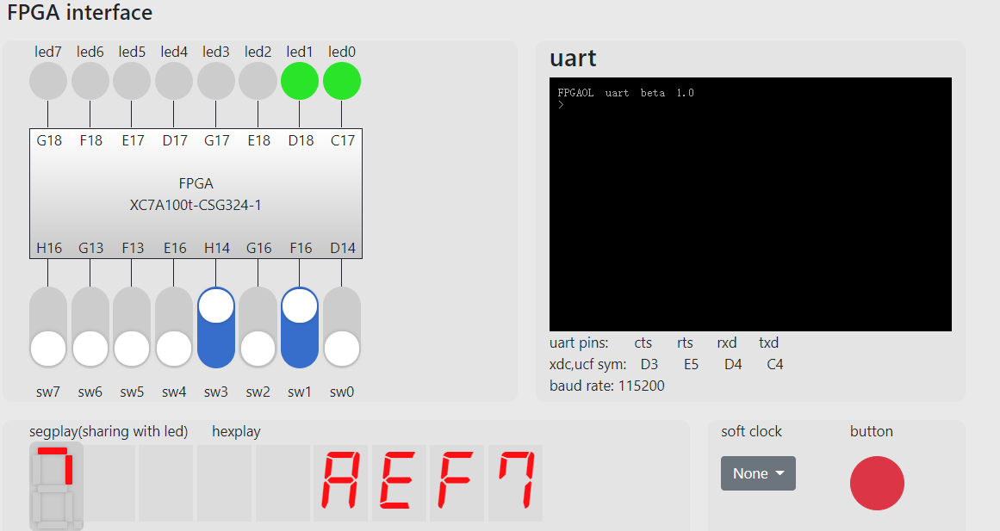 FPGA interface
led7 led6 led5 led4 led3 led2 led1 led0
G18 F18 E17 D17 G17 E18 D18 C17
FPGA
XC7A100t-CSG324-1
H16 G13 F13 E16 H14 G16 F16 D14
sw7 sw6 sw5 sw4 sw3 sw2 sw1 sw0
uart
FPGAOL uart beta 1.0
>
uart pins: cts rts rxd txd
xdc,ucf sym: D3 E5 D4 C4
baud rate: 115200
segplay(sharing with led) hexplay
AEF7
soft clock button
None